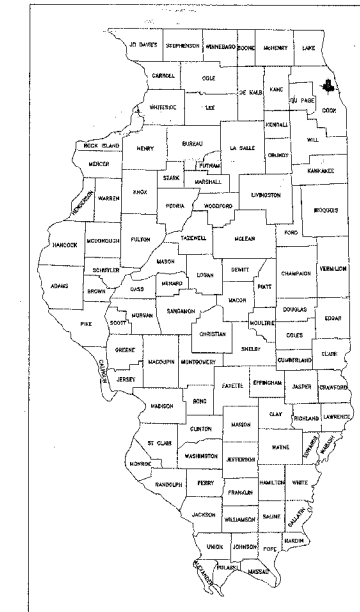 JO DAVIES STEPHENSON WINNEBAGO BOONE McHENRY LAKE
CARROLL OGLE
DE KALB KANE
DU PAGE COOK
WHITESIDE LEE
KENDALL
WILL
ROCK ISLAND HENRY BUREAU LA SALLE GRUNDY
MERCER PUTNAM
KANKAKEE
STARK MARSHALL
HENDERSON WARREN KNOX
PEORIA WOODFORD LIVINGSTON
IROQUOIS
FORD
HANCOCK McDONOUGH FULTON TAZEWELL McLEAN
MASON
SCHUYLER LOGAN DEWITT CHAMPAIGN VERMILION
ADAMS BROWN CASS MENARD PIATT
MACON
MORGAN SANGAMON DOUGLAS
PIKE SCOTT MOULTRIE EDGAR
CHRISTIAN COLES
GREENE SHELBY CLARK
MACOUPIN MONTGOMERY CUMBERLAND
CALHOUN JERSEY FAYETTE EFFINGHAM JASPER CRAWFORD
BOND
MADISON CLAY RICHLAND LAWRENCE
MARION
CLINTON
ST CLAIR WAYNE EDWARDS WABASH
WASHINGTON JEFFERSON
MONROE
RANDOLPH PERRY HAMILTON WHITE
FRANKLIN
JACKSON WILLIAMSON SALINE GALLATIN
HARDIN
UNION JOHNSON POPE
ALEXANDER PULASKI MASSAC